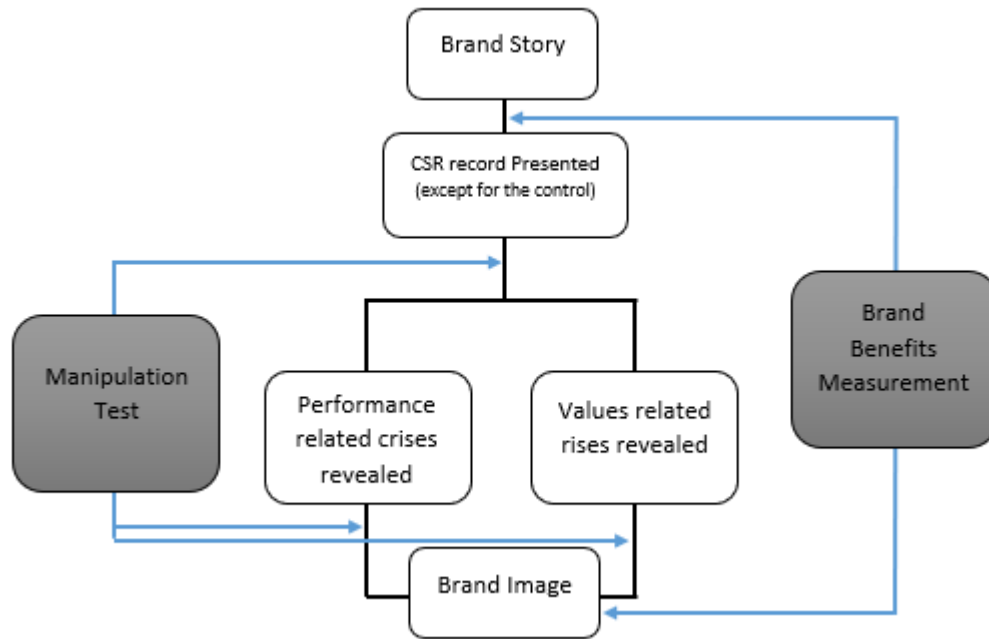 Brand Story
CSR record Presented
(except for the control)
Manipulation
Test
Performance
related crises
revealed
Values related
rises revealed
Brand
Benefits
Measurement
Brand Image